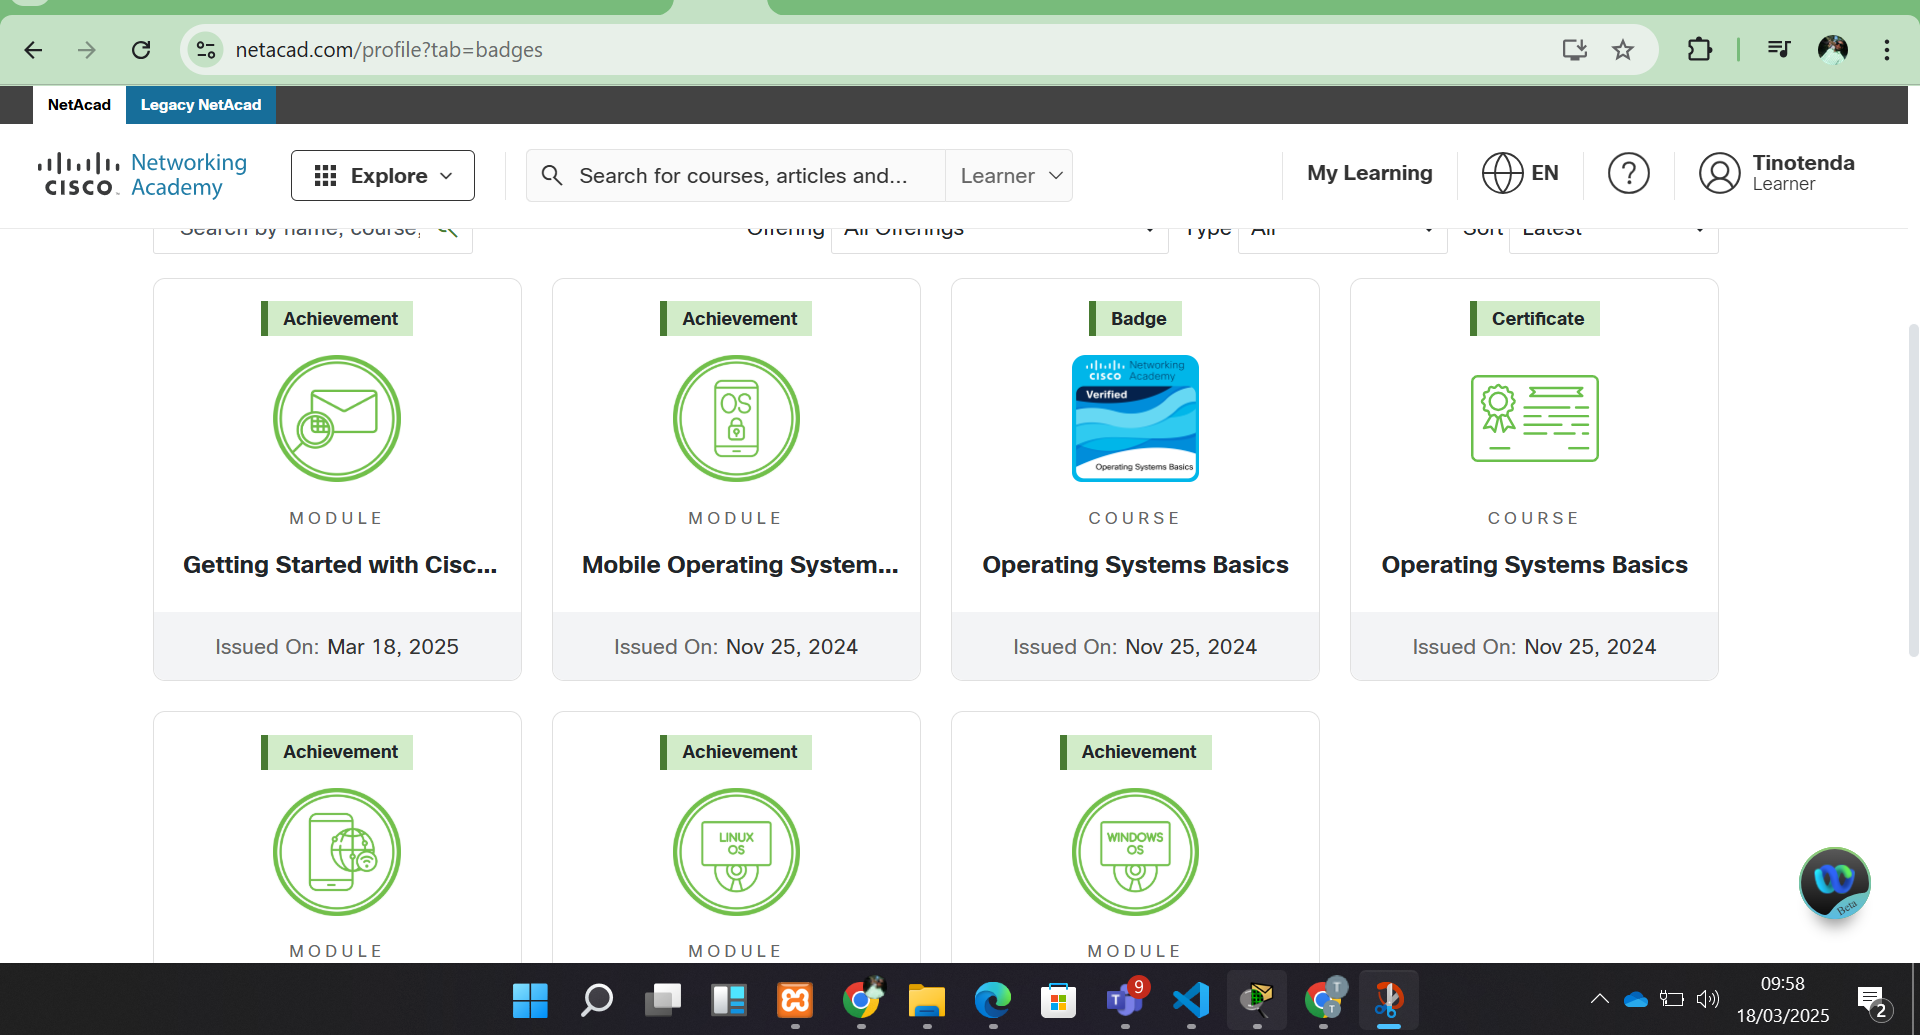 netacad.com/profile?tab=badges
NetAcad
Legacy NetAcad
CISCO
Networking
Academy
Explore
Search for courses, articles and...
Learner
My Learning
EN
?
Tinotenda
Learner
Search by name, course,
Offering
All Offerings
Type
All
Sort
Latest
Achievement
MODULE
Getting Started with Cisc...
Issued On: Mar 18, 2025
Achievement
OS
MODULE
Mobile Operating System...
Issued On: Nov 25, 2024
Badge
CISCO
Networking
Academy
Verified
Operating Systems Basics
COURSE
Operating Systems Basics
Issued On: Nov 25, 2024
Certificate
COURSE
Operating Systems Basics
Issued On: Nov 25, 2024
Achievement
MODULE
Achievement
LINUX
OS
MODULE
Achievement
WINDOWS
OS
MODULE
Beta
9
T
T
T
09:58
18/03/2025
2